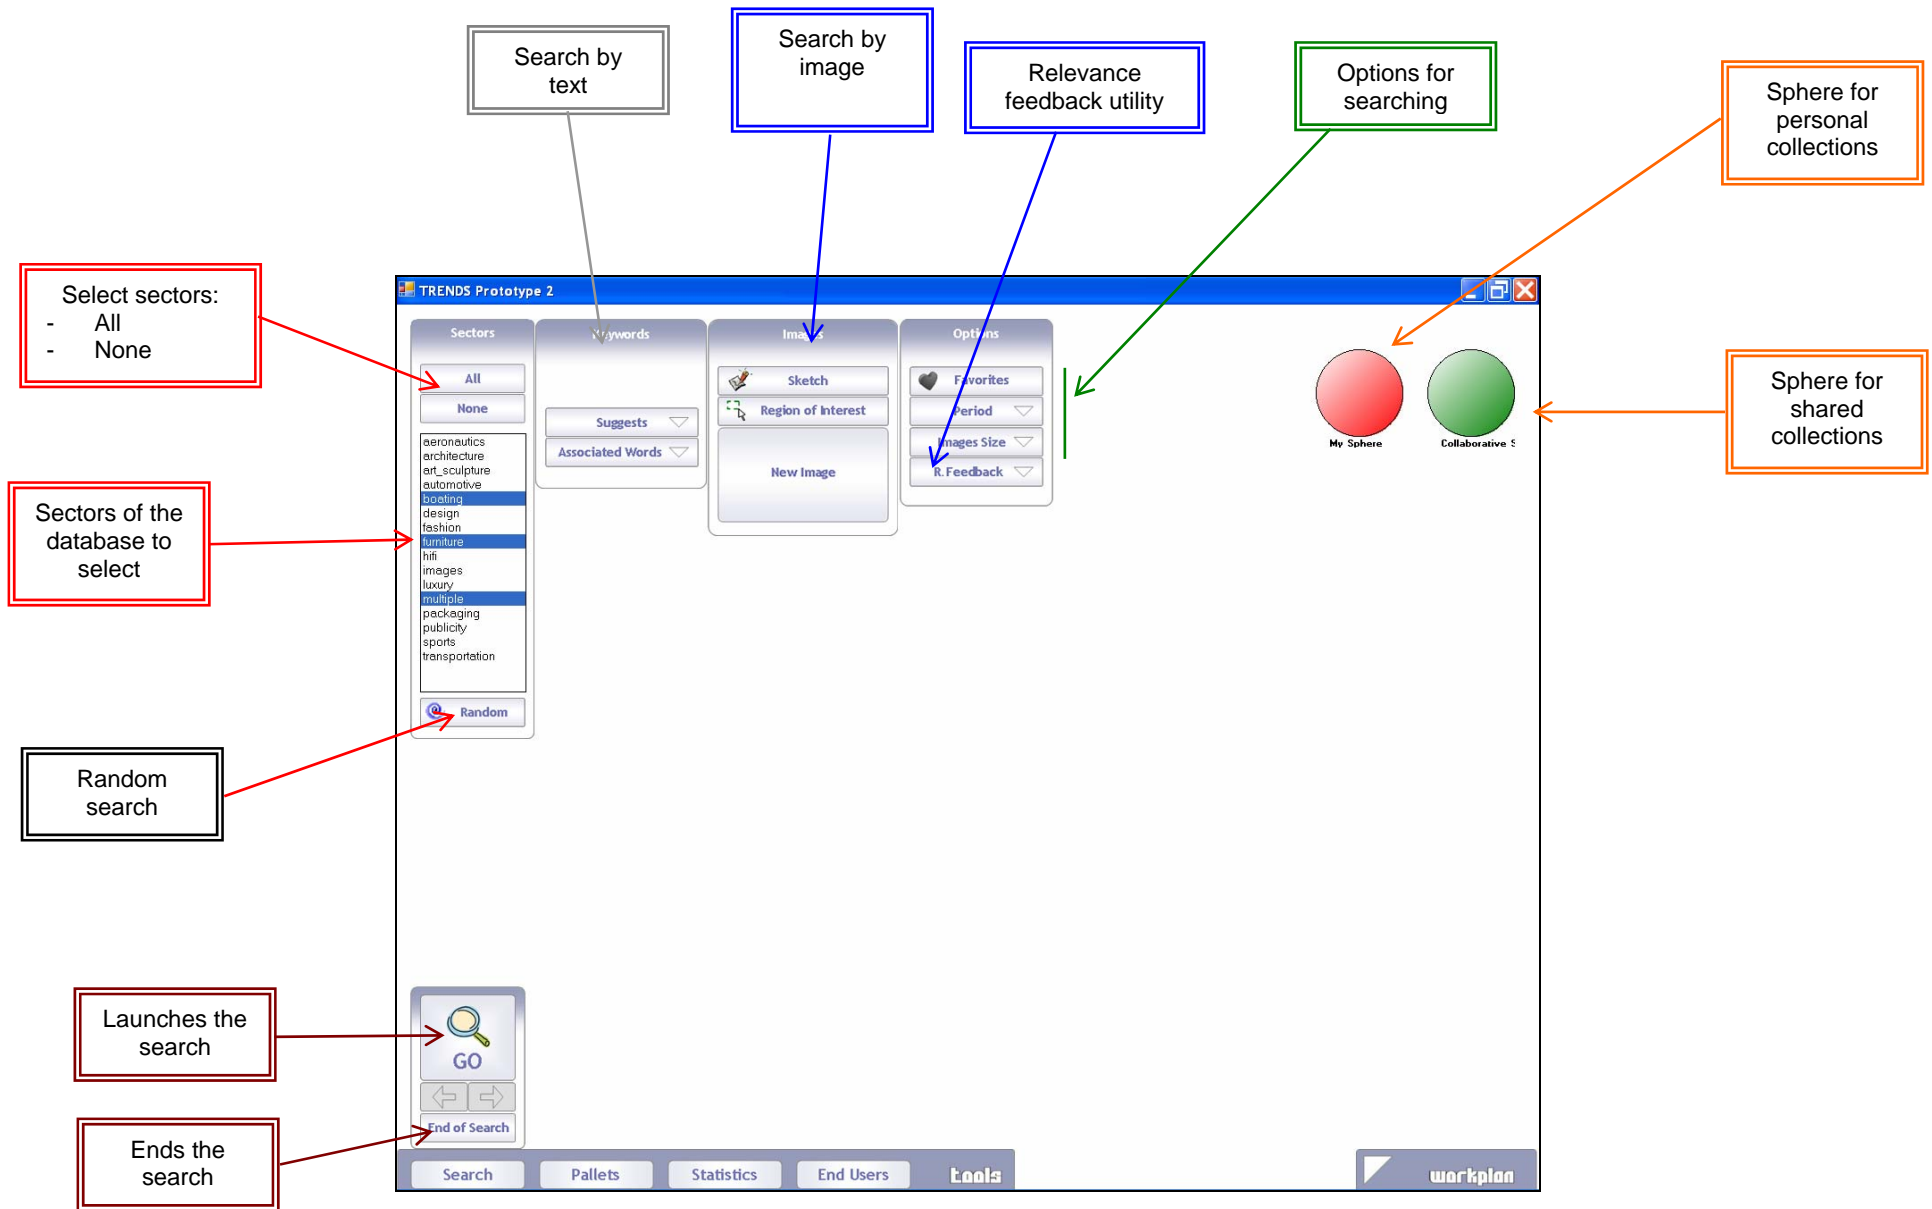 Search by
text
Search by
image
Relevance
feedback utility
Options for
searching
Sphere for
personal
collections
Select sectors:
- All
- None
Sectors of the
database to
select
Random
search
Launches the
search
Ends the
search
Sphere for
shared
collections
TRENDS Prototype 2
Sectors
All
None
aeronautics
architecture
art_sculpture
automotive
boating
design
fashion
furniture
hifi
images
luxury
multiple
packaging
publicity
sports
transportation
Random
Keywords
Suggests
Associated Words
Images
Sketch
Region of Interest
New Image
Options
Favorites
Period
Images Size
R.Feedback
My Sphere
Collaborative S
GO
End of Search
Search
Pallets
Statistics
End Users
tools
workplan